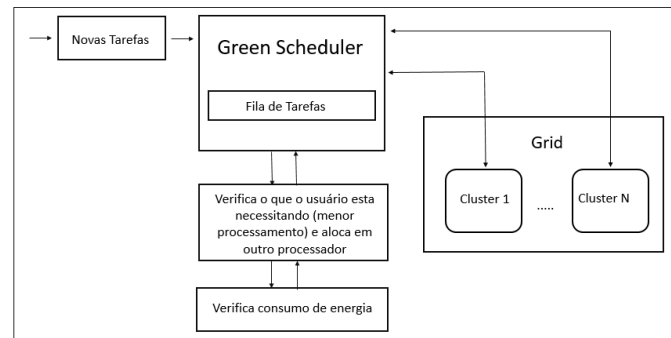 Novas Tarefas
Green Scheduler
Fila de Tarefas
Grid
Cluster 1
.....
Cluster N
Verifica o que o usuário esta
necessitando (menor
processamento) e aloca em
outro processador
Verifica consumo de energia